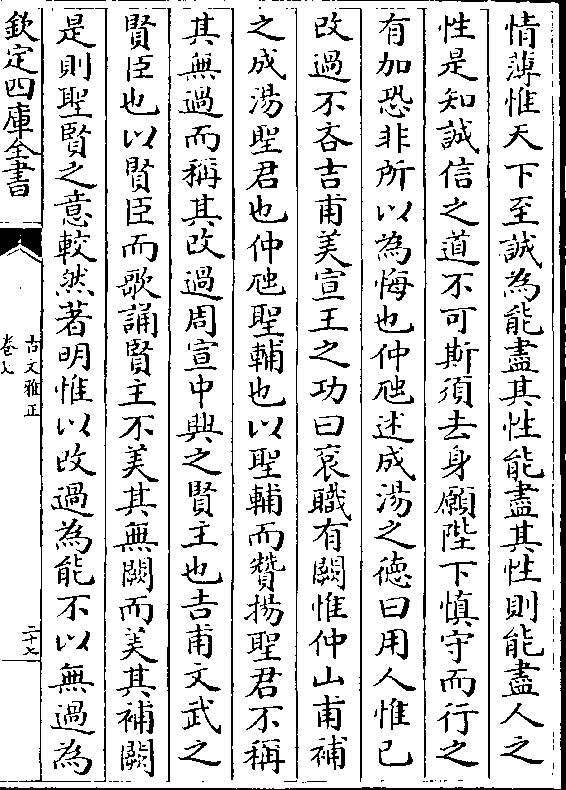 情薄惟天下至誠為能盡其性能盡其性則能盡人之
性是知誠信之道不可斯須去身願陛下慎守而行之
有加恐非所以為悔也仲虺述成湯之德曰用人惟已
改過不吝吉甫美宣王之功曰袞職有闕惟仲山甫補
之成湯聖君也仲虺聖輔也以聖輔而贊揚聖君不稱
其無過而稱其改過周宣中興之賢主也吉甫文武之
賢臣也以賢臣而歌誦賢主不美其無闕而美其補闕
是則聖賢之意較然著明惟以改過為能不以無過為
欽定四庫全書
古文雅正
卷七
二十七